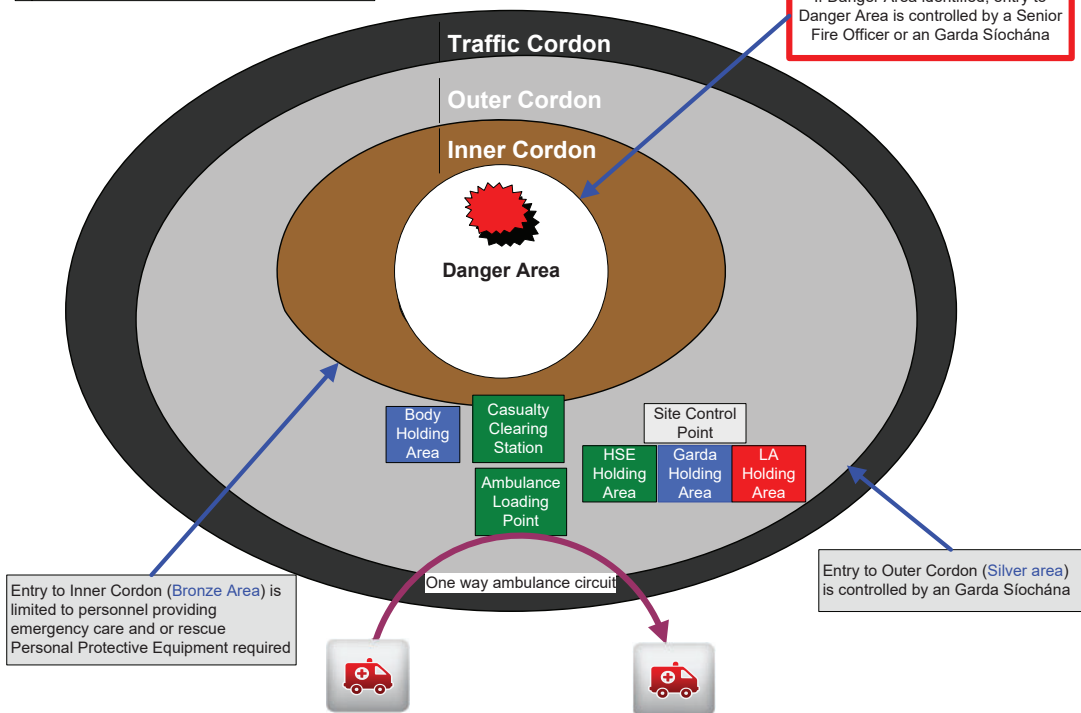 If Danger Area identified, entry to
Danger Area is controlled by a Senior
Fire Officer or an Garda Síochána
Traffic Cordon
Outer Cordon
Inner Cordon
Danger Area
Body
Holding
Area
Casualty
Clearing
Station
Site Control
Point
HSE
Holding
Area
Garda
Holding
Area
LA
Holding
Area
Ambulance
Loading
Point
One way ambulance circuit
Entry to Inner Cordon (Bronze Area) is
limited to personnel providing
emergency care and or rescue
Personal Protective Equipment required
Entry to Outer Cordon (Silver area)
is controlled by an Garda Síochána